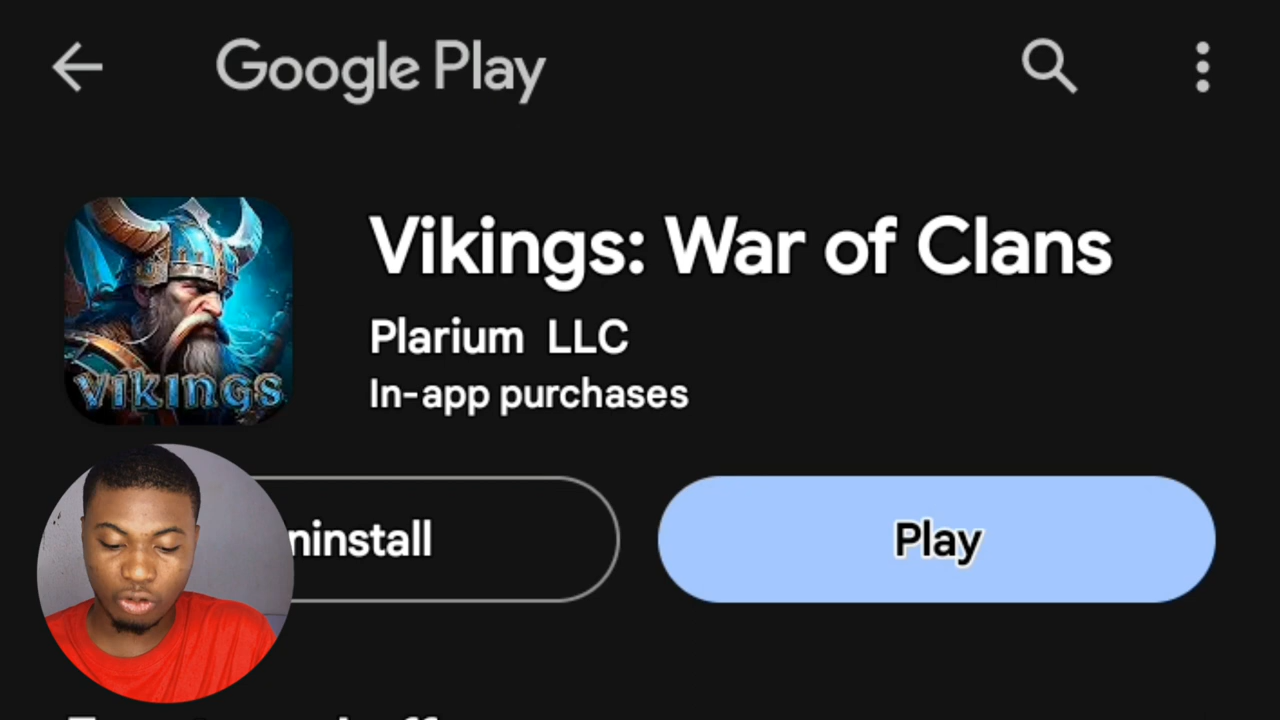 Google Play
Vikings: War of Clans
Plarium LLC
In-app purchases
VIKINGS
ninstall
Play